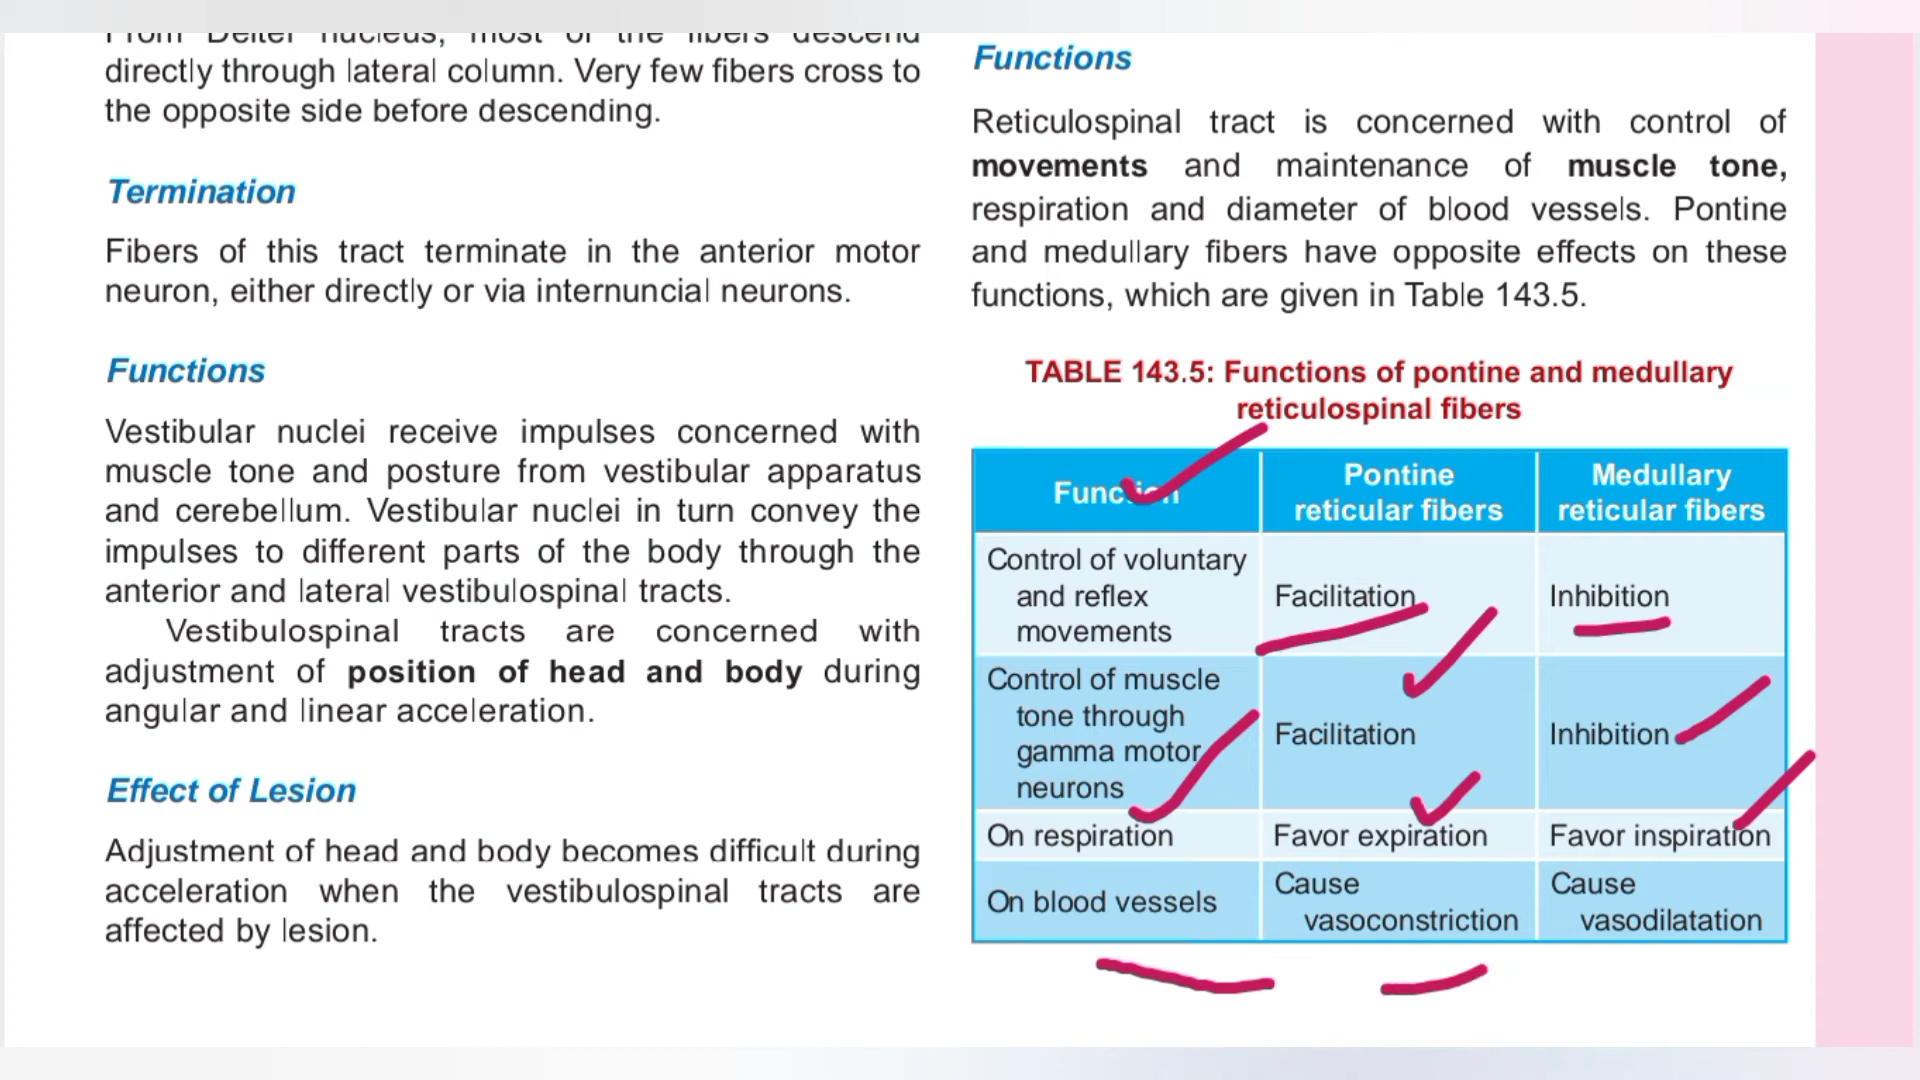 From Deiter nucleus, most of the fibers descend
directly through lateral column. Very few fibers cross to
the opposite side before descending.
Termination
Fibers of this tract terminate in the anterior motor
neuron, either directly or via internuncial neurons.
Functions
Vestibular nuclei receive impulses concerned with
muscle tone and posture from vestibular apparatus
and cerebellum. Vestibular nuclei in turn convey the
impulses to different parts of the body through the
anterior and lateral vestibulospinal tracts.
Vestibulospinal tracts are concerned with
adjustment of position of head and body during
angular and linear acceleration.
Effect of Lesion
Adjustment of head and body becomes difficult during
acceleration when the vestibulospinal tracts are
affected by lesion.
Functions
Reticulospinal tract is concerned with control of
movements and maintenance of muscle tone,
respiration and diameter of blood vessels. Pontine
and medullary fibers have opposite effects on these
functions, which are given in Table 143.5.
TABLE 143.5: Functions of pontine and medullary
reticulospinal fibers
Function
Pontine
reticular fibers
Medullary
reticular fibers
Control of voluntary
and reflex
movements
Facilitation
Inhibition
Control of muscle
tone through
gamma motor
neurons
Facilitation
Inhibition
On respiration
Favor expiration
Favor inspiration
On blood vessels
Cause
vasoconstriction
Cause
vasodilatation